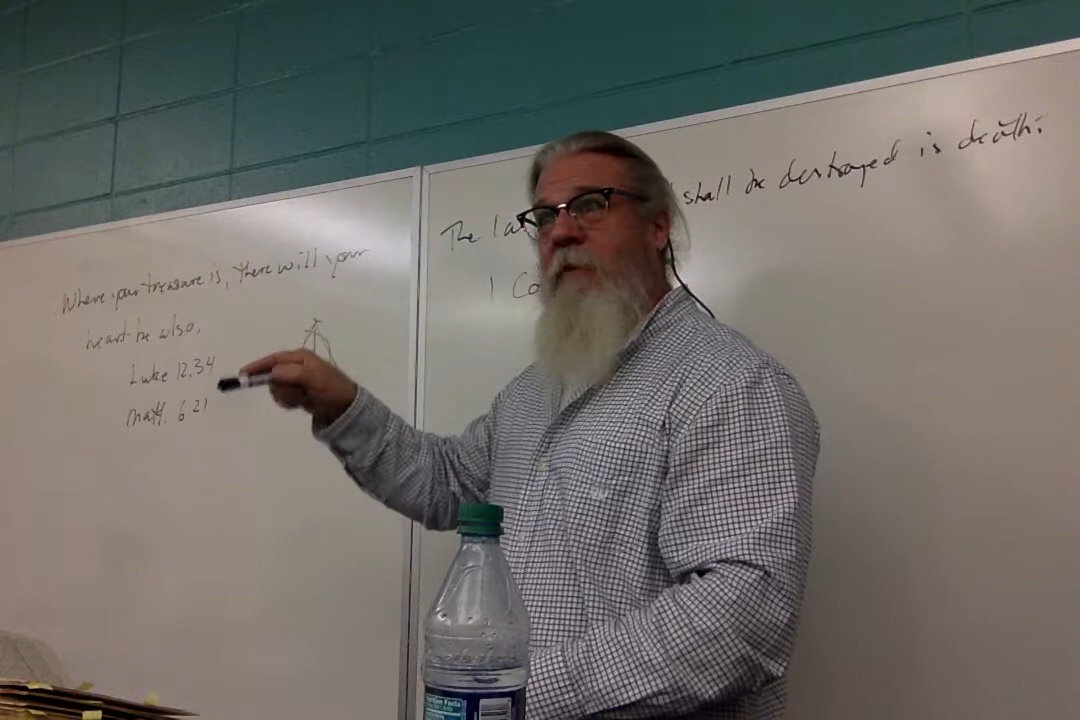 Where your treasure is, there will your
heart be also.
Luke 12.34
Matt. 6 21
The la shall be destroyed is death.
1 Co